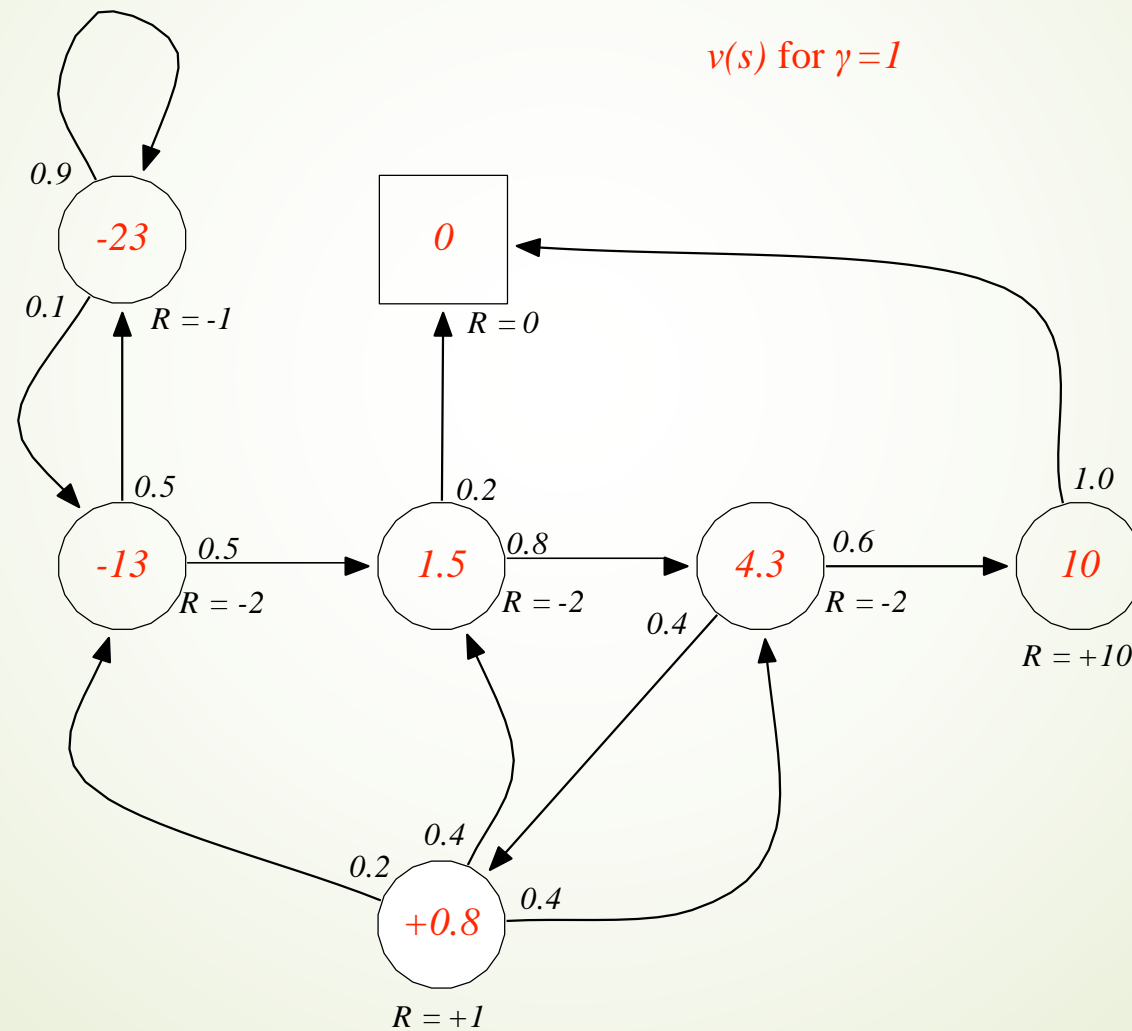 v(s) for γ =1
0.9
-23
0
0.1
R = -1
R = 0
0.5
0.2
1.0
-13
0.5
1.5
0.8
4.3
0.6
10
R = -2
R = -2
0.4
R = -2
R = +10
0.4
0.2
0.4
+0.8
R = +1